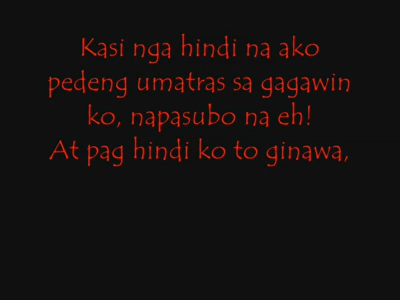 Kasi nga hindi na ako
pedeng umatras sa gagawin
ko, napasubo na eh!
At pag hindi ko to ginawa,